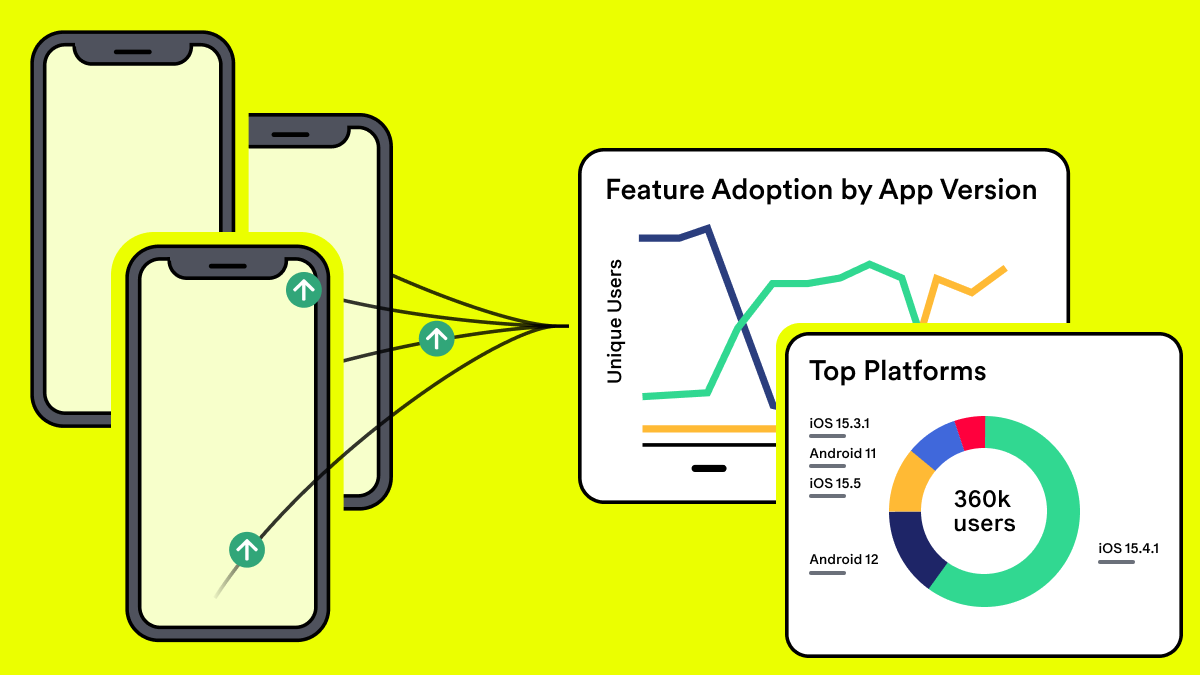 Feature Adoption by App Version
Unique Users
Top Platforms
iOS 15.3.1
Android 11
iOS 15.5
Android 12
360k
users
iOS 15.4.1